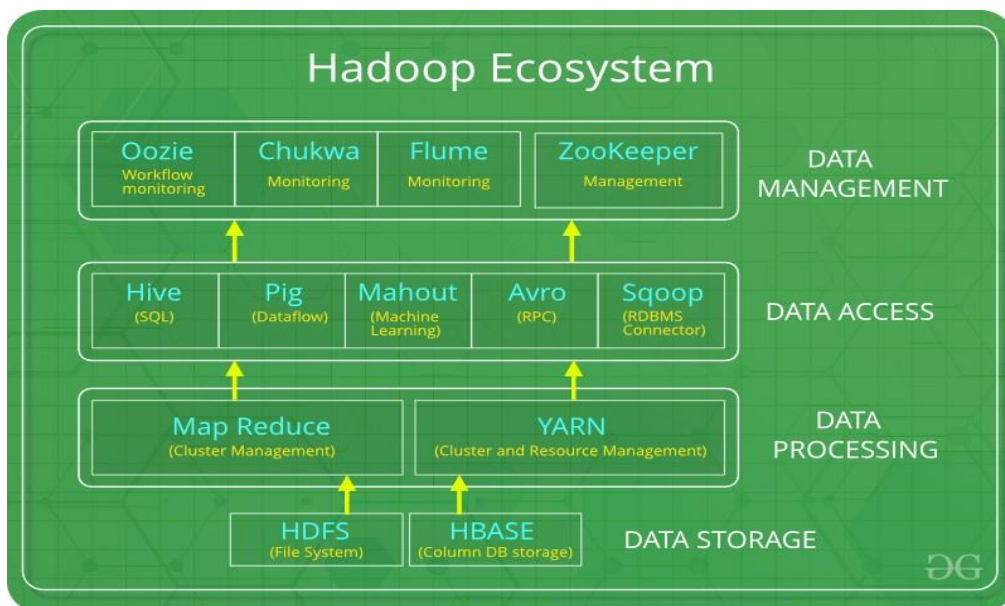 Hadoop Ecosystem
Oozie
Workflow
monitoring
Chukwa
Monitoring
Flume
Monitoring
ZooKeeper
Management
DATA
MANAGEMENT
Hive
(SQL)
Pig
(Dataflow)
Mahout
(Machine
Learning)
Avro
(RPC)
Sqoop
(RDBMS
Connector)
DATA ACCESS
Map Reduce
(Cluster Management)
YARN
(Cluster and Resource Management)
DATA
PROCESSING
HDFS
(File System)
HBASE
(Column DB storage)
DATA STORAGE